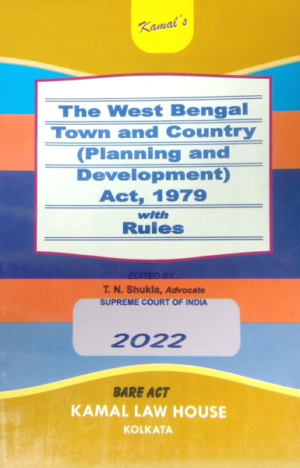 Kamal's
The West Bengal
Town and Country
(Planning and
Development)
Act, 1979
with
Rules
EDITED BY
T. N. Shukla, Advocate
SUPREME COURT OF INDIA
2022
BARE ACT
KAMAL LAW HOUSE
KOLKATA